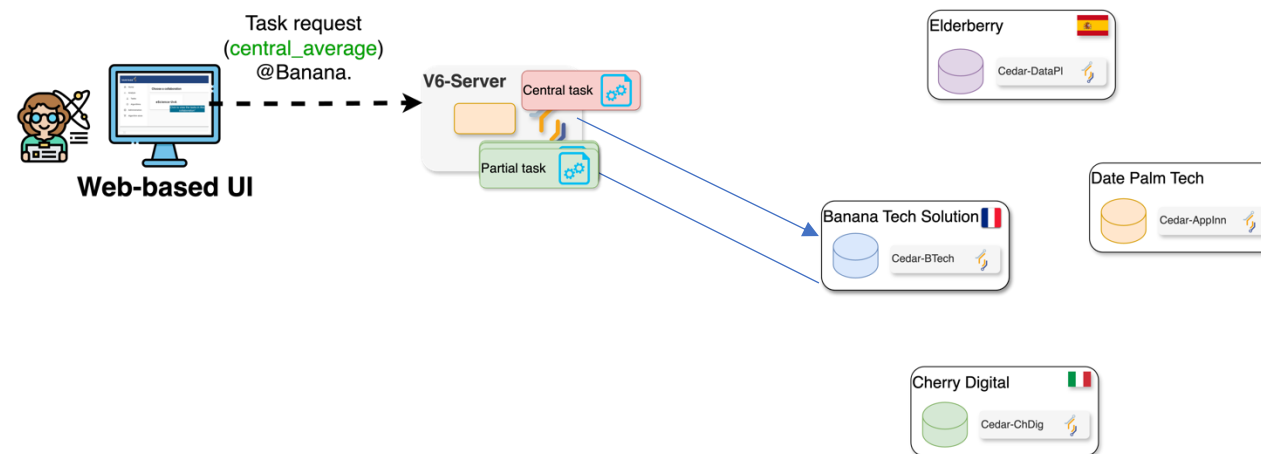 Task request
(central_average)
@Banana.
Web-based UI
V6-Server
Central task
Partial task
Elderberry
Cedar-DataPI
Date Palm Tech
Cedar-AppInn
Banana Tech Solution
Cedar-BTech
Cherry Digital
Cedar-ChDig